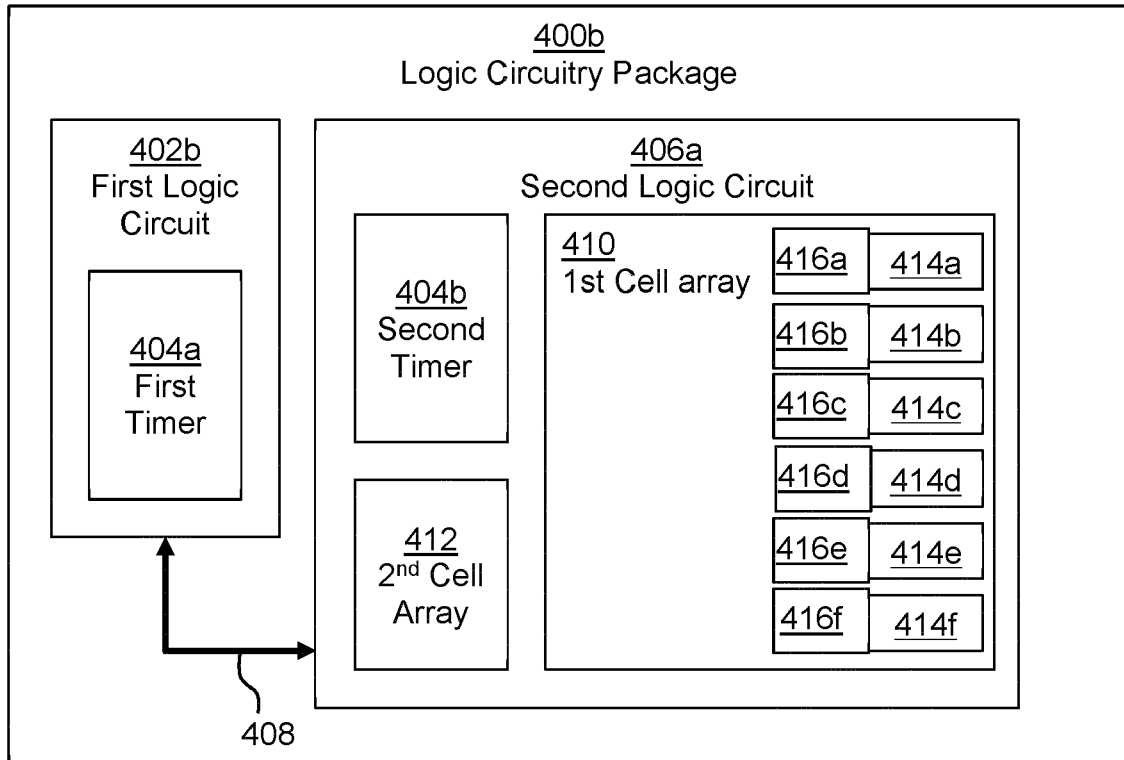 400b
Logic Circuitry Package
402b
First Logic
Circuit
404a
First
Timer
406a
Second Logic Circuit
404b
Second
Timer
412
2nd Cell
Array
410
1st Cell array
416a 414a
416b 414b
416c 414c
416d 414d
416e 414e
416f 414f
408